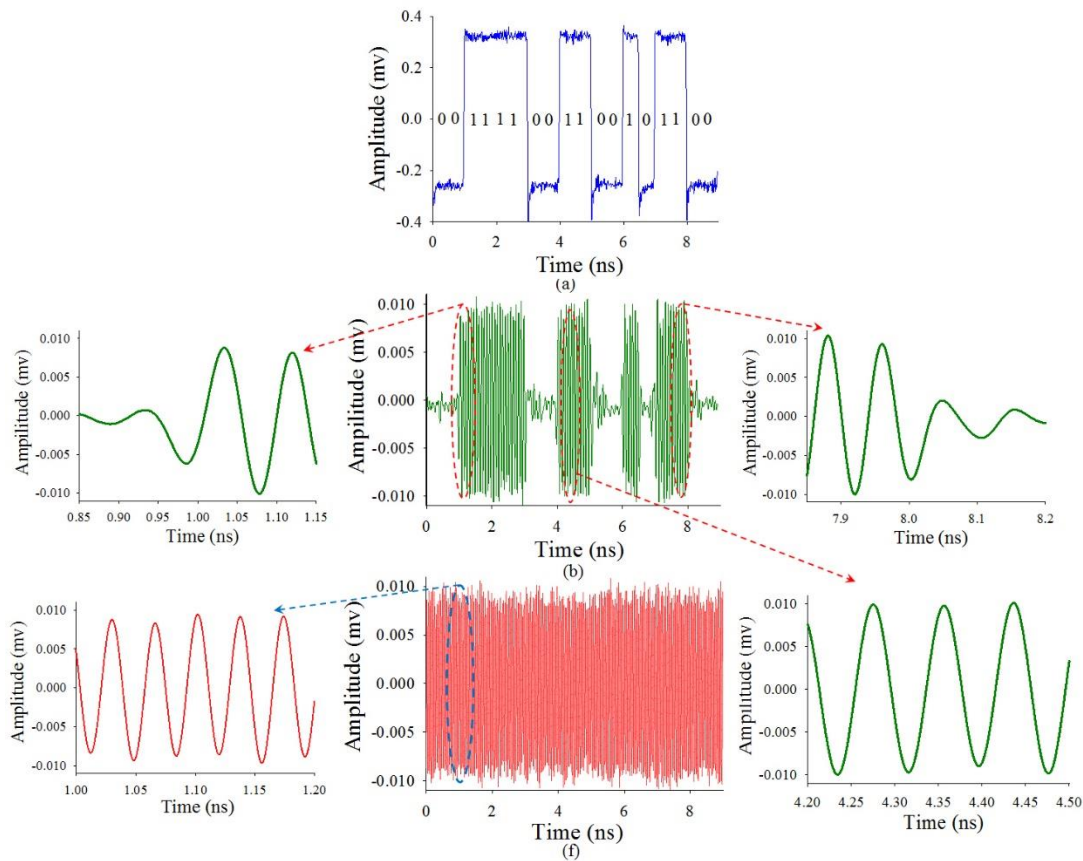 Amplitude (mv)
0.4
0.2
0.0
-0.2
-0.4
0 0 1 1 1 1 0 0 1 1 0 0 1 0 1 1 0 0
0 2 4 6 8
Time (ns)
(a)
Amplitude (mv)
0.010
0.005
0.000
-0.005
-0.010
0.85 0.90 0.95 1.00 1.05 1.10 1.15
Time (ns)
Amplitude (mv)
0.010
0.005
0.000
-0.005
-0.010
0 2 4 6 8
Time (ns)
(b)
Amplitude (mv)
0.010
0.005
0.000
-0.005
-0.010
7.9 8.0 8.1 8.2
Time (ns)
Amplitude (mv)
0.010
0.005
0.000
-0.005
-0.010
1.00 1.05 1.10 1.15 1.20
Time (ns)
Amplitude (mv)
0.010
0.005
0.000
-0.005
-0.010
0 2 4 6 8
Time (ns)
(f)
Amplitude (mv)
0.010
0.005
0.000
-0.005
-0.010
4.20 4.25 4.30 4.35 4.40 4.45 4.50
Time (ns)